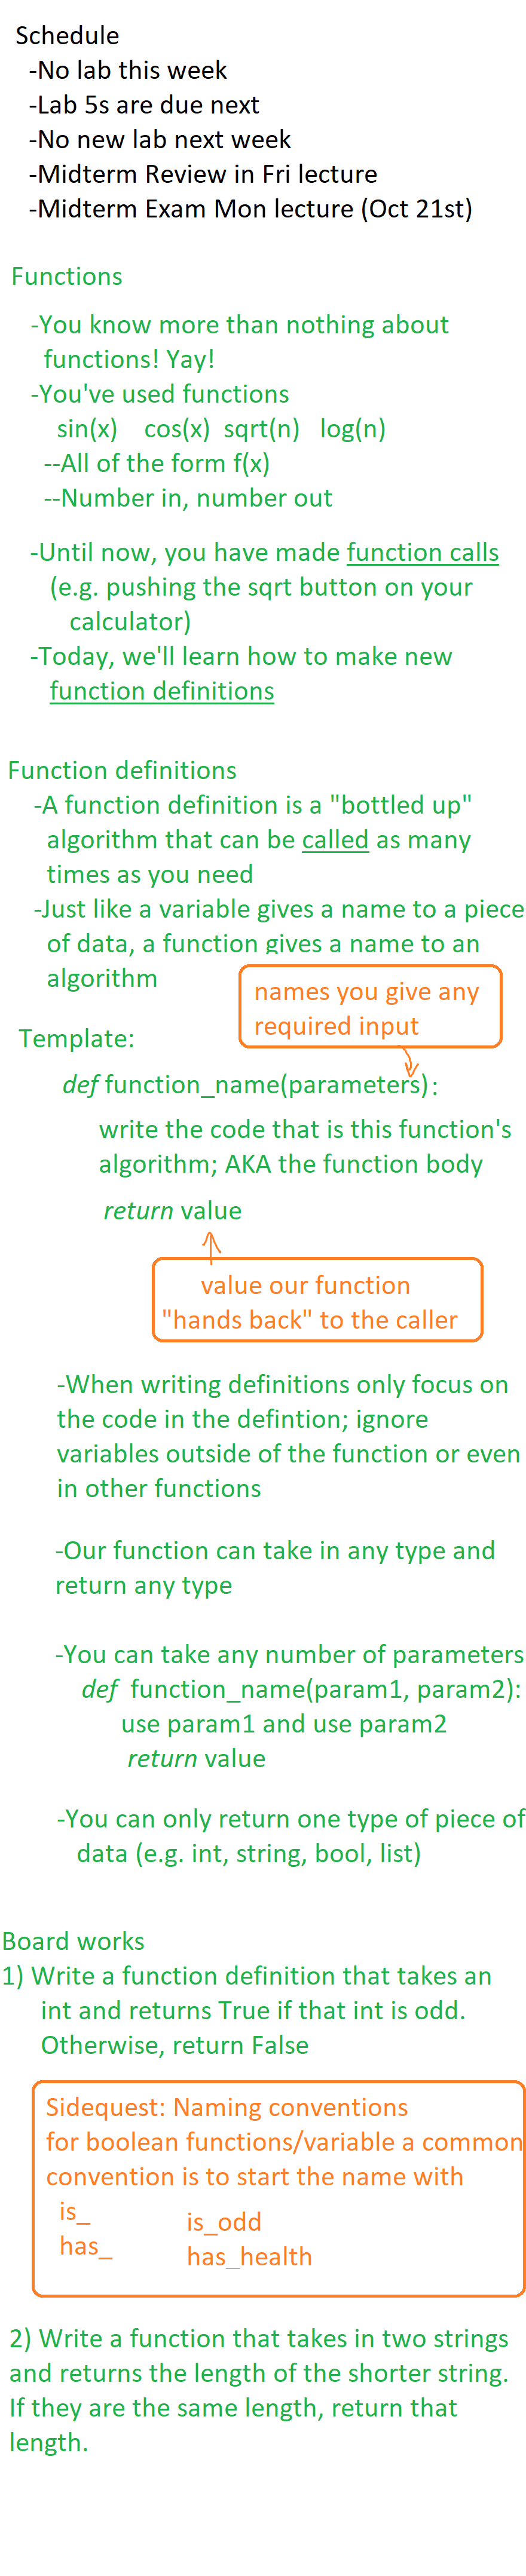 Schedule
-No lab this week
-Lab 5s are due next
-No new lab next week
-Midterm Review in Fri lecture
-Midterm Exam Mon lecture (Oct 21st)
Functions
-You know more than nothing about
functions! Yay!
-You've used functions
sin(x) cos(x) sqrt(n) log(n)
--All of the form f(x)
--Number in, number out
-Until now, you have made function calls
(e.g. pushing the sqrt button on your
calculator)
-Today, we'll learn how to make new
function definitions
Function definitions
-A function definition is a "bottled up"
algorithm that can be called as many
times as you need
-Just like a variable gives a name to a piece
of data, a function gives a name to an
algorithm
names you give any
required input
Template:
def function_name(parameters):
write the code that is this function's
algorithm; AKA the function body
return value
value our function
"hands back" to the caller
-When writing definitions only focus on
the code in the defintion; ignore
variables outside of the function or even
in other functions
-Our function can take in any type and
return any type
-You can take any number of parameters
def function_name(param1, param2):
use param1 and use param2
return value
-You can only return one type of piece of
data (e.g. int, string, bool, list)
Board works
1) Write a function definition that takes an
int and returns True if that int is odd.
Otherwise, return False
Sidequest: Naming conventions
for boolean functions/variable a common
convention is to start the name with
is_
is_odd
has_
has_health
2) Write a function that takes in two strings
and returns the length of the shorter string.
If they are the same length, return that
length.